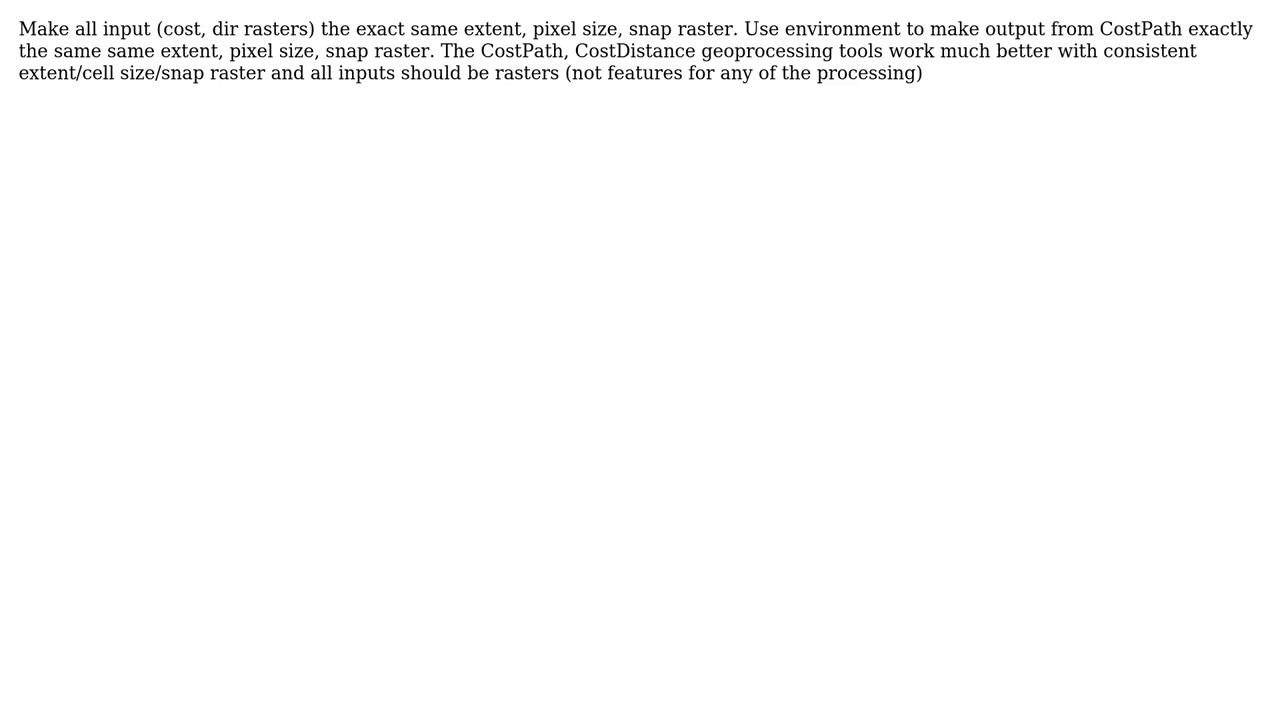 Make all input (cost, dir rasters) the exact same extent, pixel size, snap raster. Use environment to make output from CostPath exactly
the same same extent, pixel size, snap raster. The CostPath, CostDistance geoprocessing tools work much better with consistent
extent/cell size/snap raster and all inputs should be rasters (not features for any of the processing)